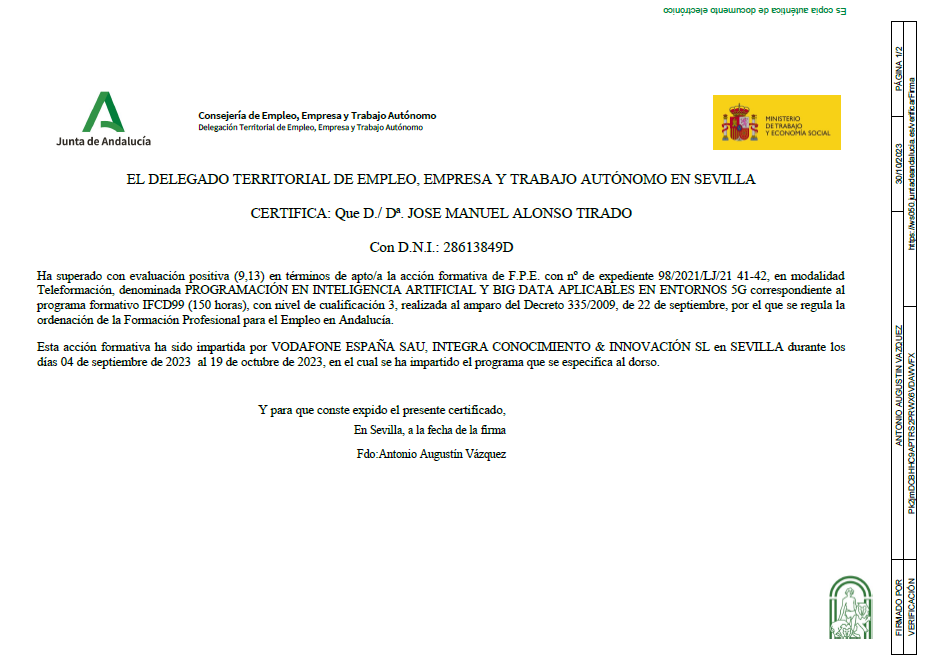 Es copia auténtica de documento electrónico
Junta de Andalucía
Consejería de Empleo, Empresa y Trabajo Autónomo
Delegación Territorial de Empleo, Empresa y Trabajo Autónomo
MINISTERIO
DE TRABAJO
Y ECONOMÍA SOCIAL
EL DELEGADO TERRITORIAL DE EMPLEO, EMPRESA Y TRABAJO AUTÓNOMO EN SEVILLA
CERTIFICA: Que D./ Dª. JOSE MANUEL ALONSO TIRADO
Con D.N.I.: 28613849D
Ha superado con evaluación positiva (9,13) en términos de apto/a la acción formativa de F.P.E. con nº de expediente 98/2021/LJ/21 41-42, en modalidad
Teleformación, denominada PROGRAMACIÓN EN INTELIGENCIA ARTIFICIAL Y BIG DATA APLICABLES EN ENTORNOS 5G correspondiente al
programa formativo IFCD99 (150 horas), con nivel de cualificación 3, realizada al amparo del Decreto 335/2009, de 22 de septiembre, por el que se regula la
ordenación de la Formación Profesional para el Empleo en Andalucía.
Esta acción formativa ha sido impartida por VODAFONE ESPAÑA SAU, INTEGRA CONOCIMIENTO & INNOVACIÓN SL en SEVILLA durante los
días 04 de septiembre de 2023 al 19 de octubre de 2023, en el cual se ha impartido el programa que se especifica al dorso.
Y para que conste expido el presente certificado,
En Sevilla, a la fecha de la firma
Fdo:Antonio Augustín Vázquez
FIRMADO POR
ANTONIO AUGUSTIN VAZQUEZ
30/10/2023
PÁGINA 1/2
VERIFICACIÓN
https://ws050.juntadeandalucia.es/verificarFirma